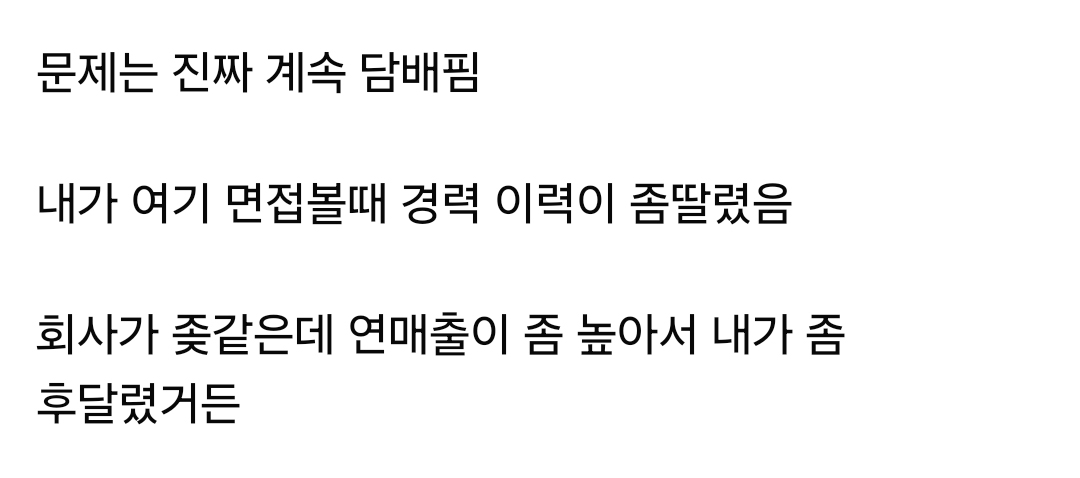 문제는 진짜 계속 담배핌
내가 여기 면접볼때 경력 이력이 좀딸렸음
회사가 좆같은데 연매출이 좀 높아서 내가 좀
후달렸거든